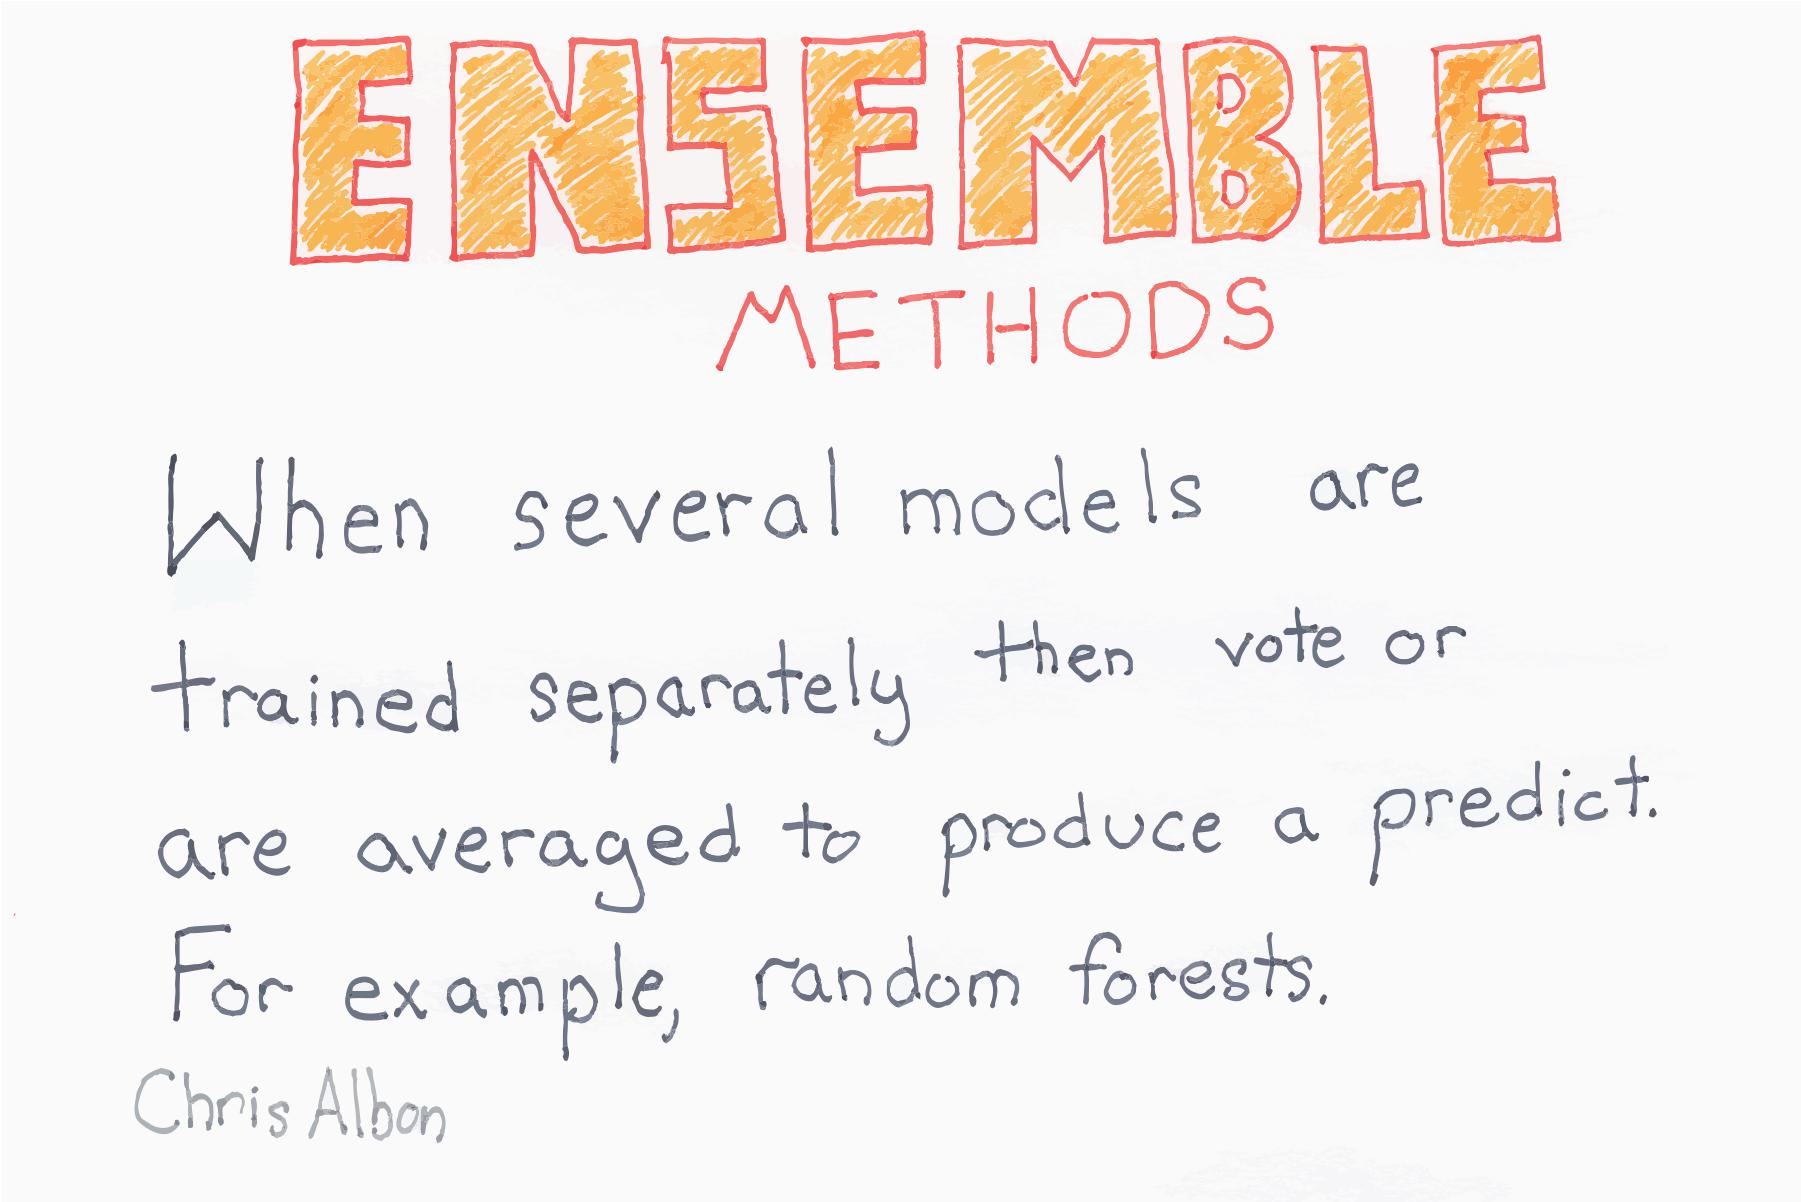 ENSEMBLE
METHODS
When several models are
trained separately then vote or
are averaged to produce a predict.
For example, random forests.
Chris Albon